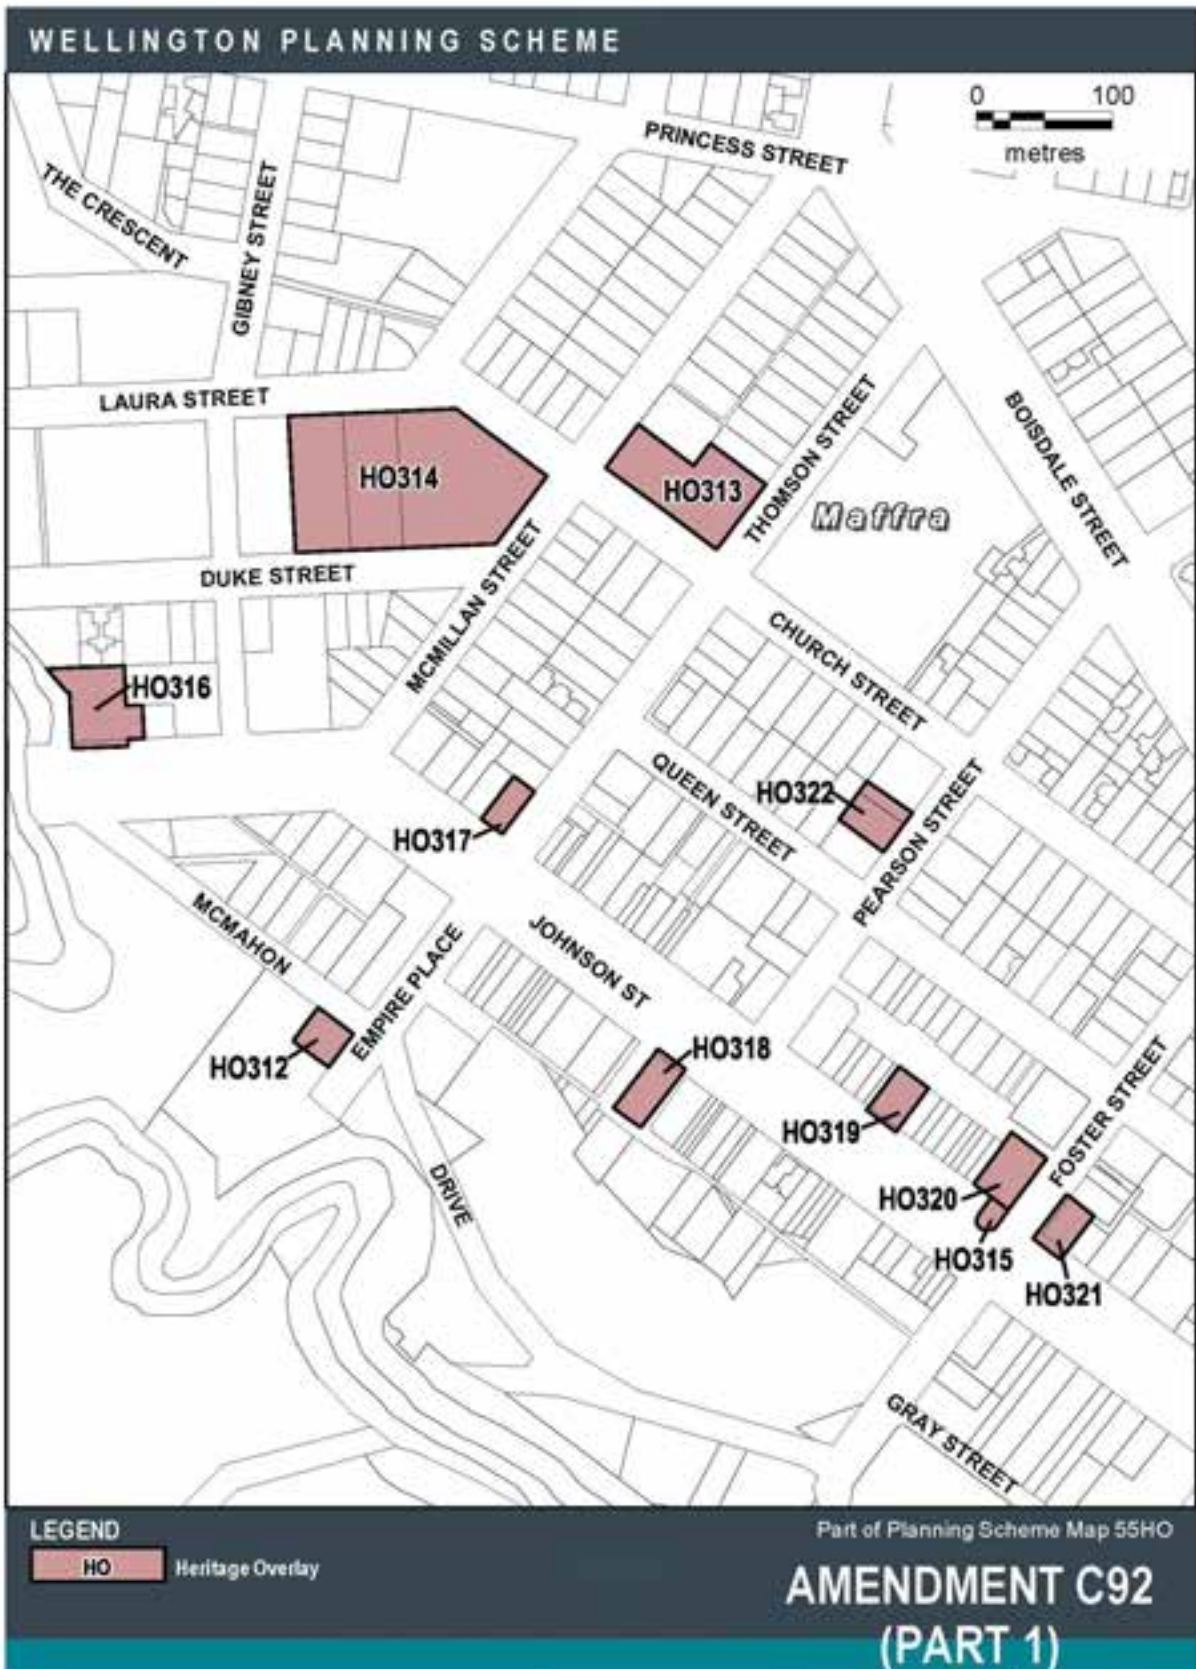 WELLINGTON PLANNING SCHEME
0 100
metres
PRINCESS STREET
THE CRESCENT
GIBNEY STREET
LAURA STREET
BOISDALE STREET
THOMSON STREET
HO314
HO313
Maffra
DUKE STREET
MCMILLAN STREET
CHURCH STREET
HO316
QUEEN STREET
HO322
PEARSON STREET
HO317
MCMAHON
JOHNSON ST
EMPIRE PLACE
HO312
HO318
HO319
FOSTER STREET
DRIVE
HO320
HO315
HO321
GRAY STREET
LEGEND
HO Heritage Overlay
Part of Planning Scheme Map 55HO
AMENDMENT C92
(PART 1)